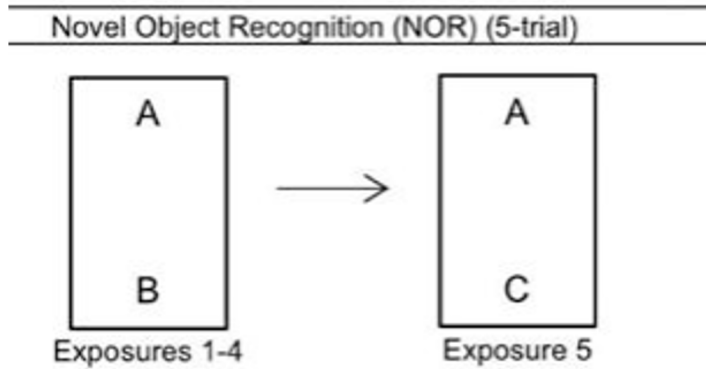 Novel Object Recognition (NOR) (5-trial)
A
A
B
C
Exposures 1-4
Exposure 5